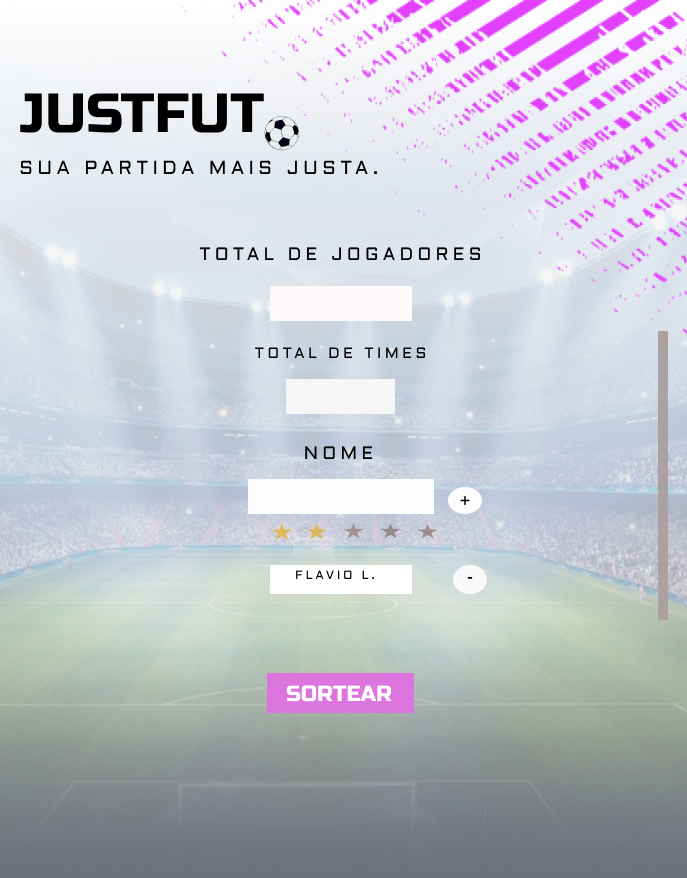 JUSTFUT
SUA PARTIDA MAIS JUSTA.
TOTAL DE JOGADORES
TOTAL DE TIMES
NOME
+
FLAVIO L.
-
SORTEAR